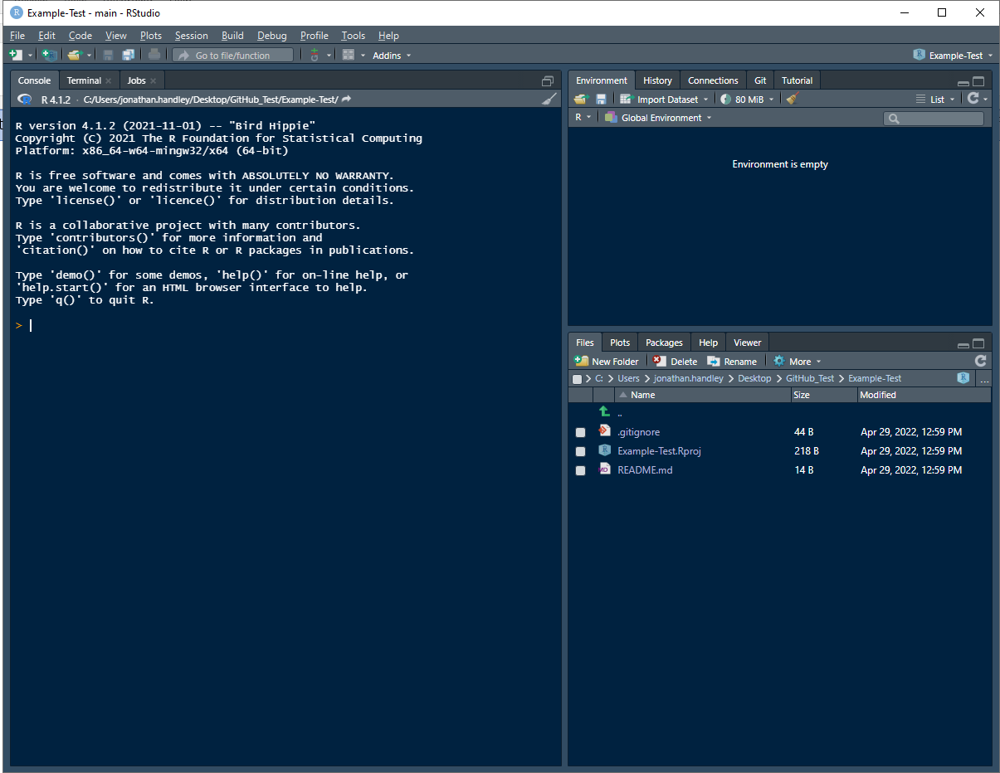 Example-Test - main - RStudio
File Edit Code View Plots Session Build Debug Profile Tools Help
Go to file/function Addins Example-Test
Console Terminal Jobs
R 4.1.2 · C:/Users/jonathan.handley/Desktop/GitHub_Test/Example-Test/
R version 4.1.2 (2021-11-01) -- "Bird Hippie"
Copyright (C) 2021 The R Foundation for Statistical Computing
Platform: x86_64-w64-mingw32/x64 (64-bit)
R is free software and comes with ABSOLUTELY NO WARRANTY.
You are welcome to redistribute it under certain conditions.
Type 'license()' or 'licence()' for distribution details.
R is a collaborative project with many contributors.
Type 'contributors()' for more information and
'citation()' on how to cite R or R packages in publications.
Type 'demo()' for some demos, 'help()' for on-line help, or
'help.start()' for an HTML browser interface to help.
Type 'q()' to quit R.
>
Environment History Connections Git Tutorial
Import Dataset 80 MiB List
R Global Environment
Environment is empty
Files Plots Packages Help Viewer
New Folder Delete Rename More
C: Users jonathan.handley Desktop GitHub_Test Example-Test ...
Name Size Modified
..
.gitignore 44 B Apr 29, 2022, 12:59 PM
Example-Test.Rproj 218 B Apr 29, 2022, 12:59 PM
README.md 14 B Apr 29, 2022, 12:59 PM